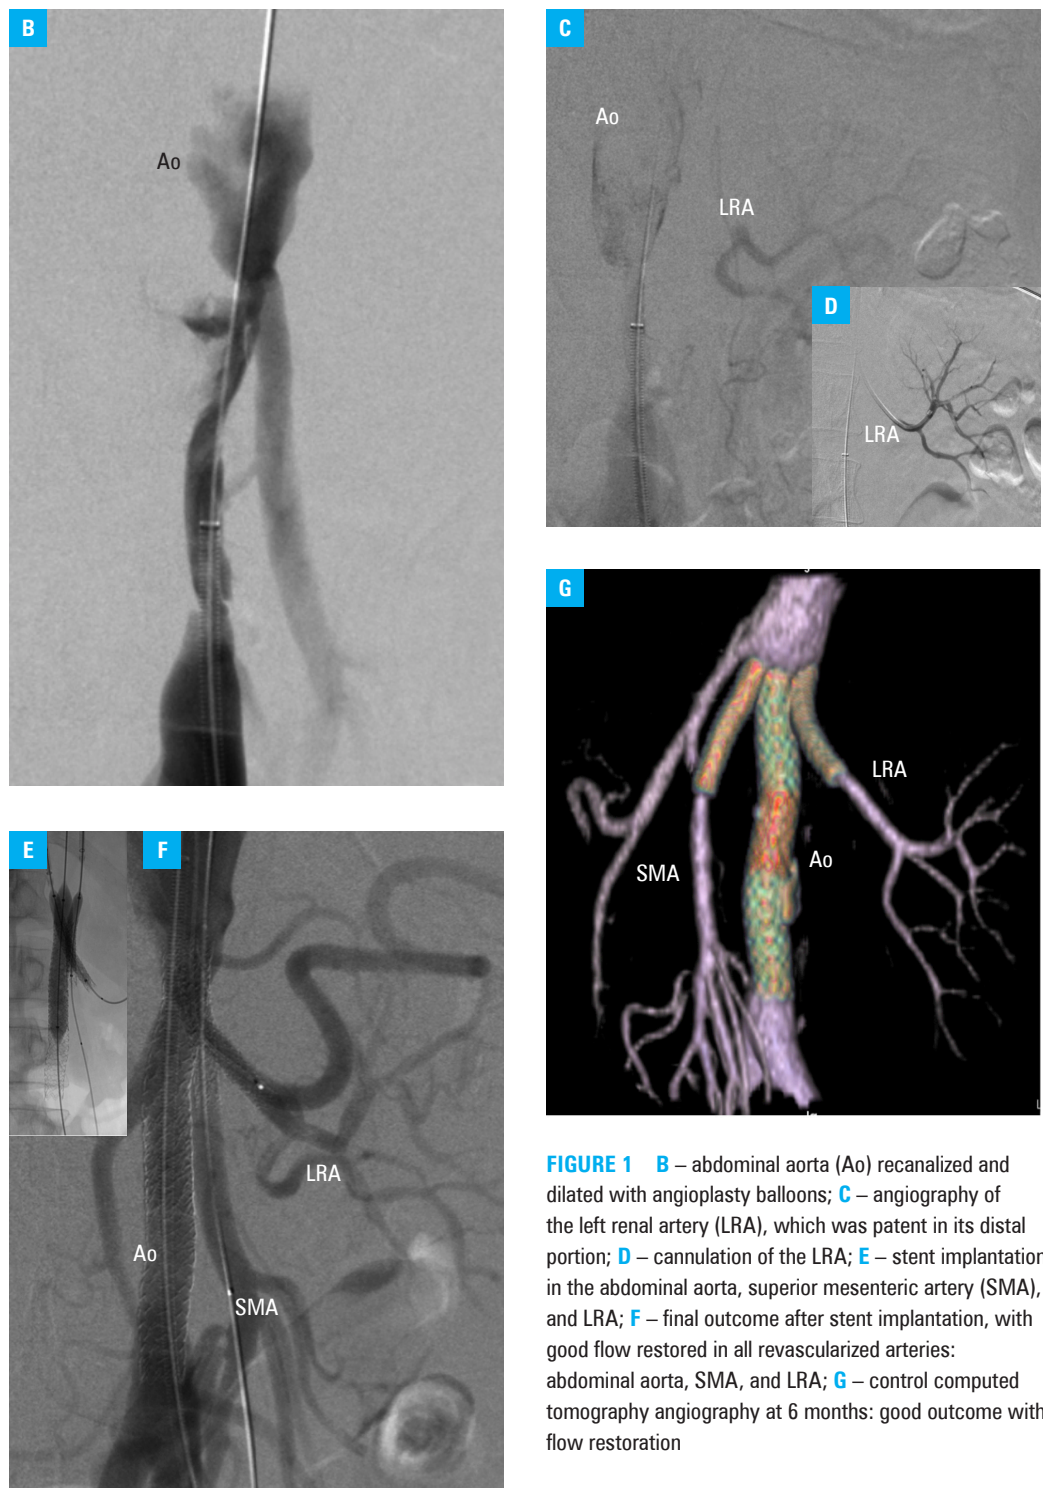 B
Ao
C
Ao
LRA
D
LRA
G
LRA
SMA
Ao
L
E
F
LRA
Ao
SMA
FIGURE 1 B – abdominal aorta (Ao) recanalized and
dilated with angioplasty balloons; C – angiography of
the left renal artery (LRA), which was patent in its distal
portion; D – cannulation of the LRA; E – stent implantation
in the abdominal aorta, superior mesenteric artery (SMA),
and LRA; F – final outcome after stent implantation, with
good flow restored in all revascularized arteries:
abdominal aorta, SMA, and LRA; G – control computed
tomography angiography at 6 months: good outcome with
flow restoration